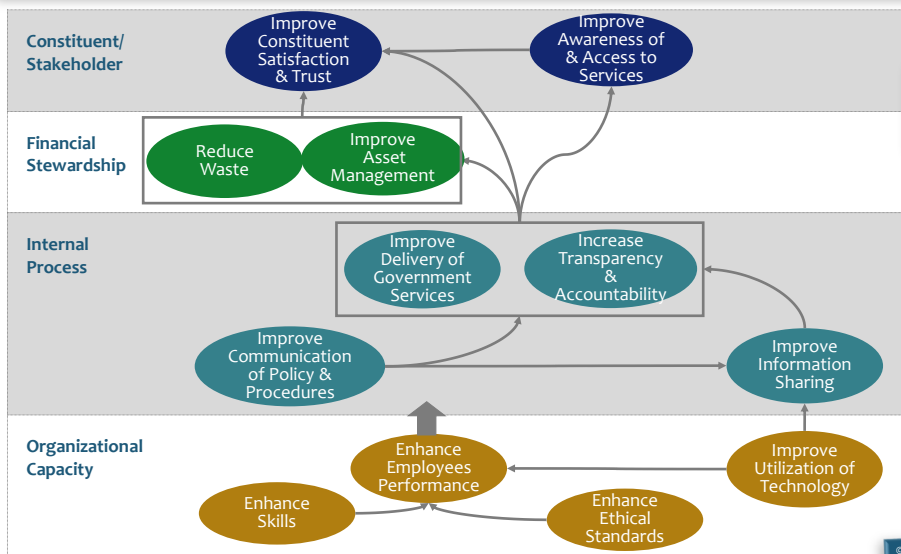 Constituent/
Stakeholder
Improve
Constituent
Satisfaction
& Trust
Improve
Awareness of
& Access to
Services
Financial
Stewardship
Reduce
Waste
Improve
Asset
Management
Internal
Process
Improve
Delivery of
Government
Services
Increase
Transparency
&
Accountability
Improve
Communication
of Policy &
Procedures
Improve
Information
Sharing
Organizational
Capacity
Enhance
Employees
Performance
Improve
Utilization of
Technology
Enhance
Skills
Enhance
Ethical
Standards
©